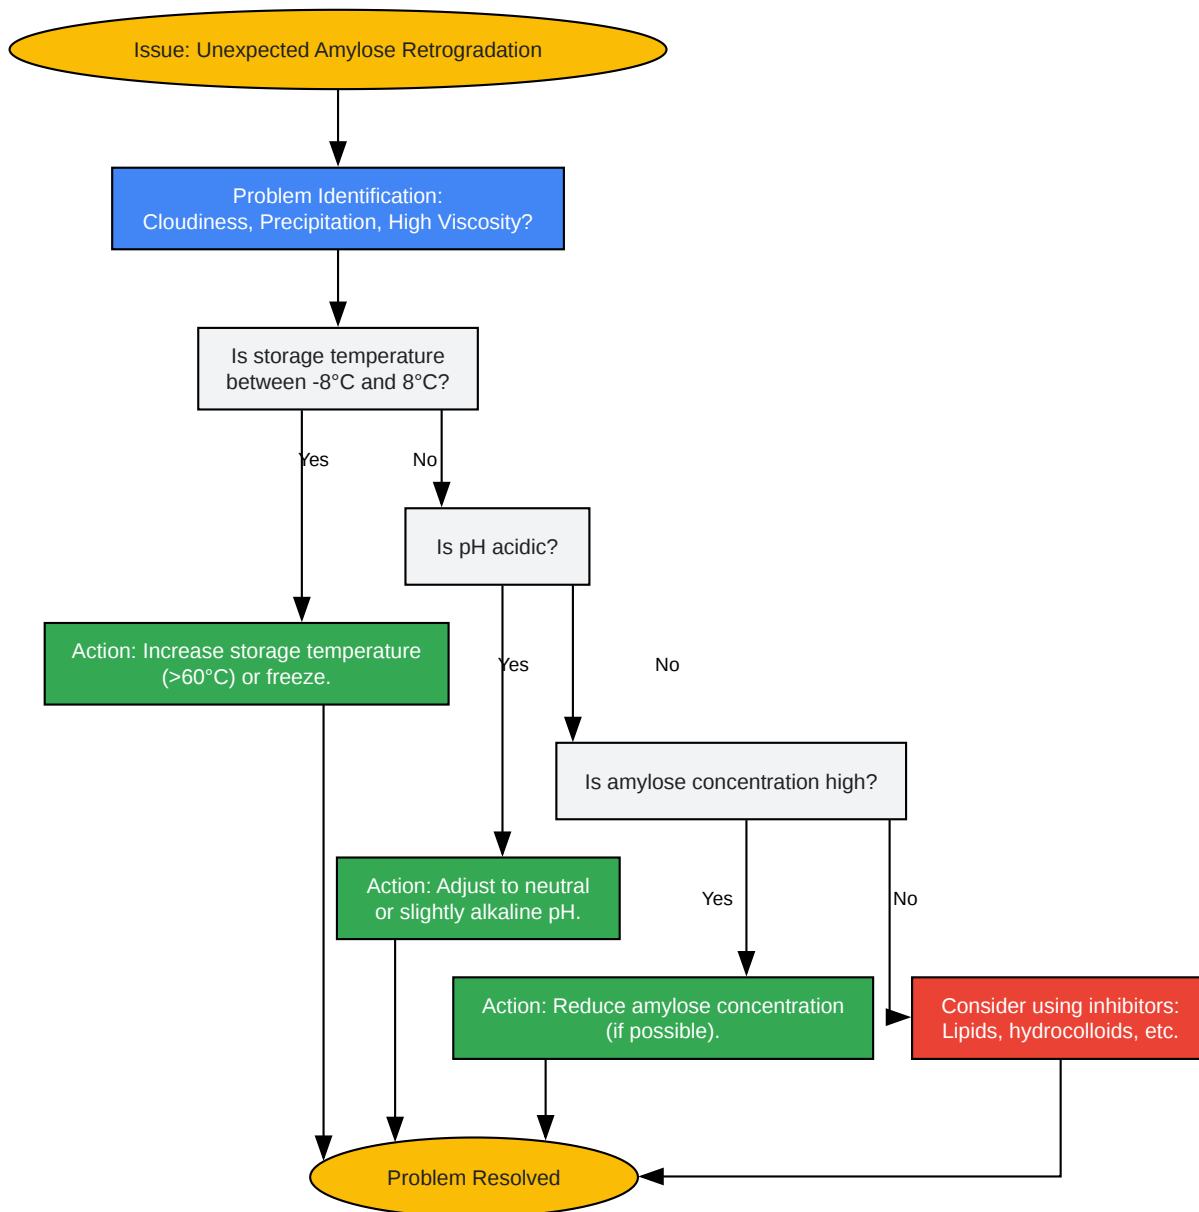 Issue: Unexpected Amylose Retrogradation
Problem Identification:
Cloudiness, Precipitation, High Viscosity?
Is storage temperature
between -8°C and 8°C?
Yes
No
Is pH acidic?
Action: Increase storage temperature
(>60°C) or freeze.
Yes
No
Is amylose concentration high?
Action: Adjust to neutral
or slightly alkaline pH.
Yes
No
Action: Reduce amylose concentration
(if possible).
Consider using inhibitors:
Lipids, hydrocolloids, etc.
Problem Resolved